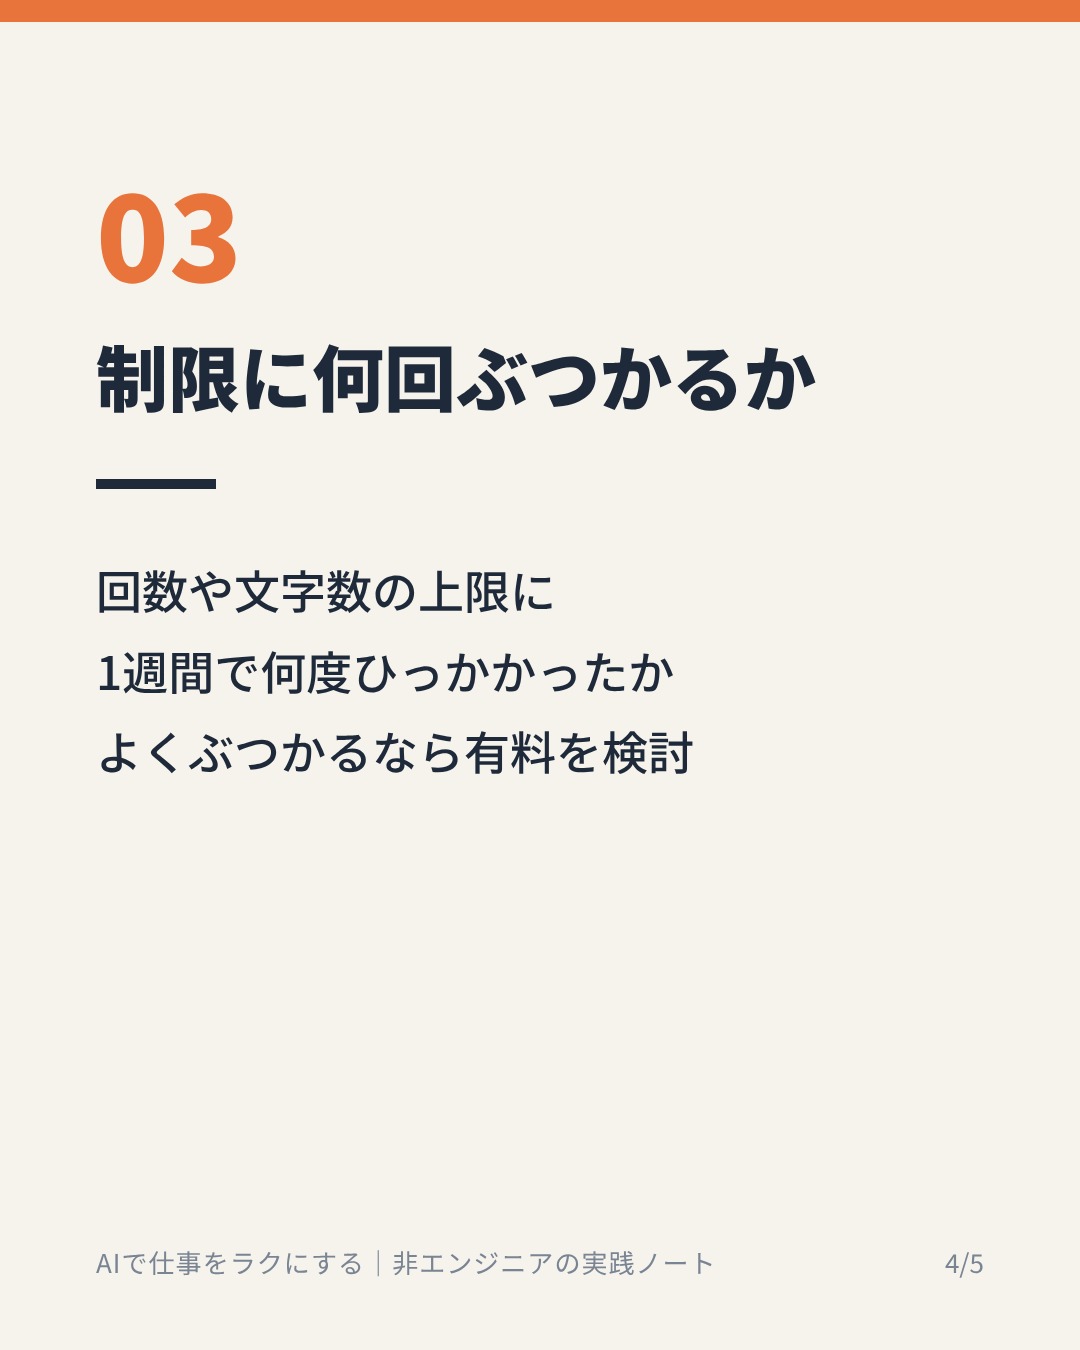 03
制限に何回ぶつかるか
回数や文字数の上限に
1週間で何度ひっかかったか
よくぶつかるなら有料を検討
AIで仕事をラクにする｜非エンジニアの実践ノート
4/5